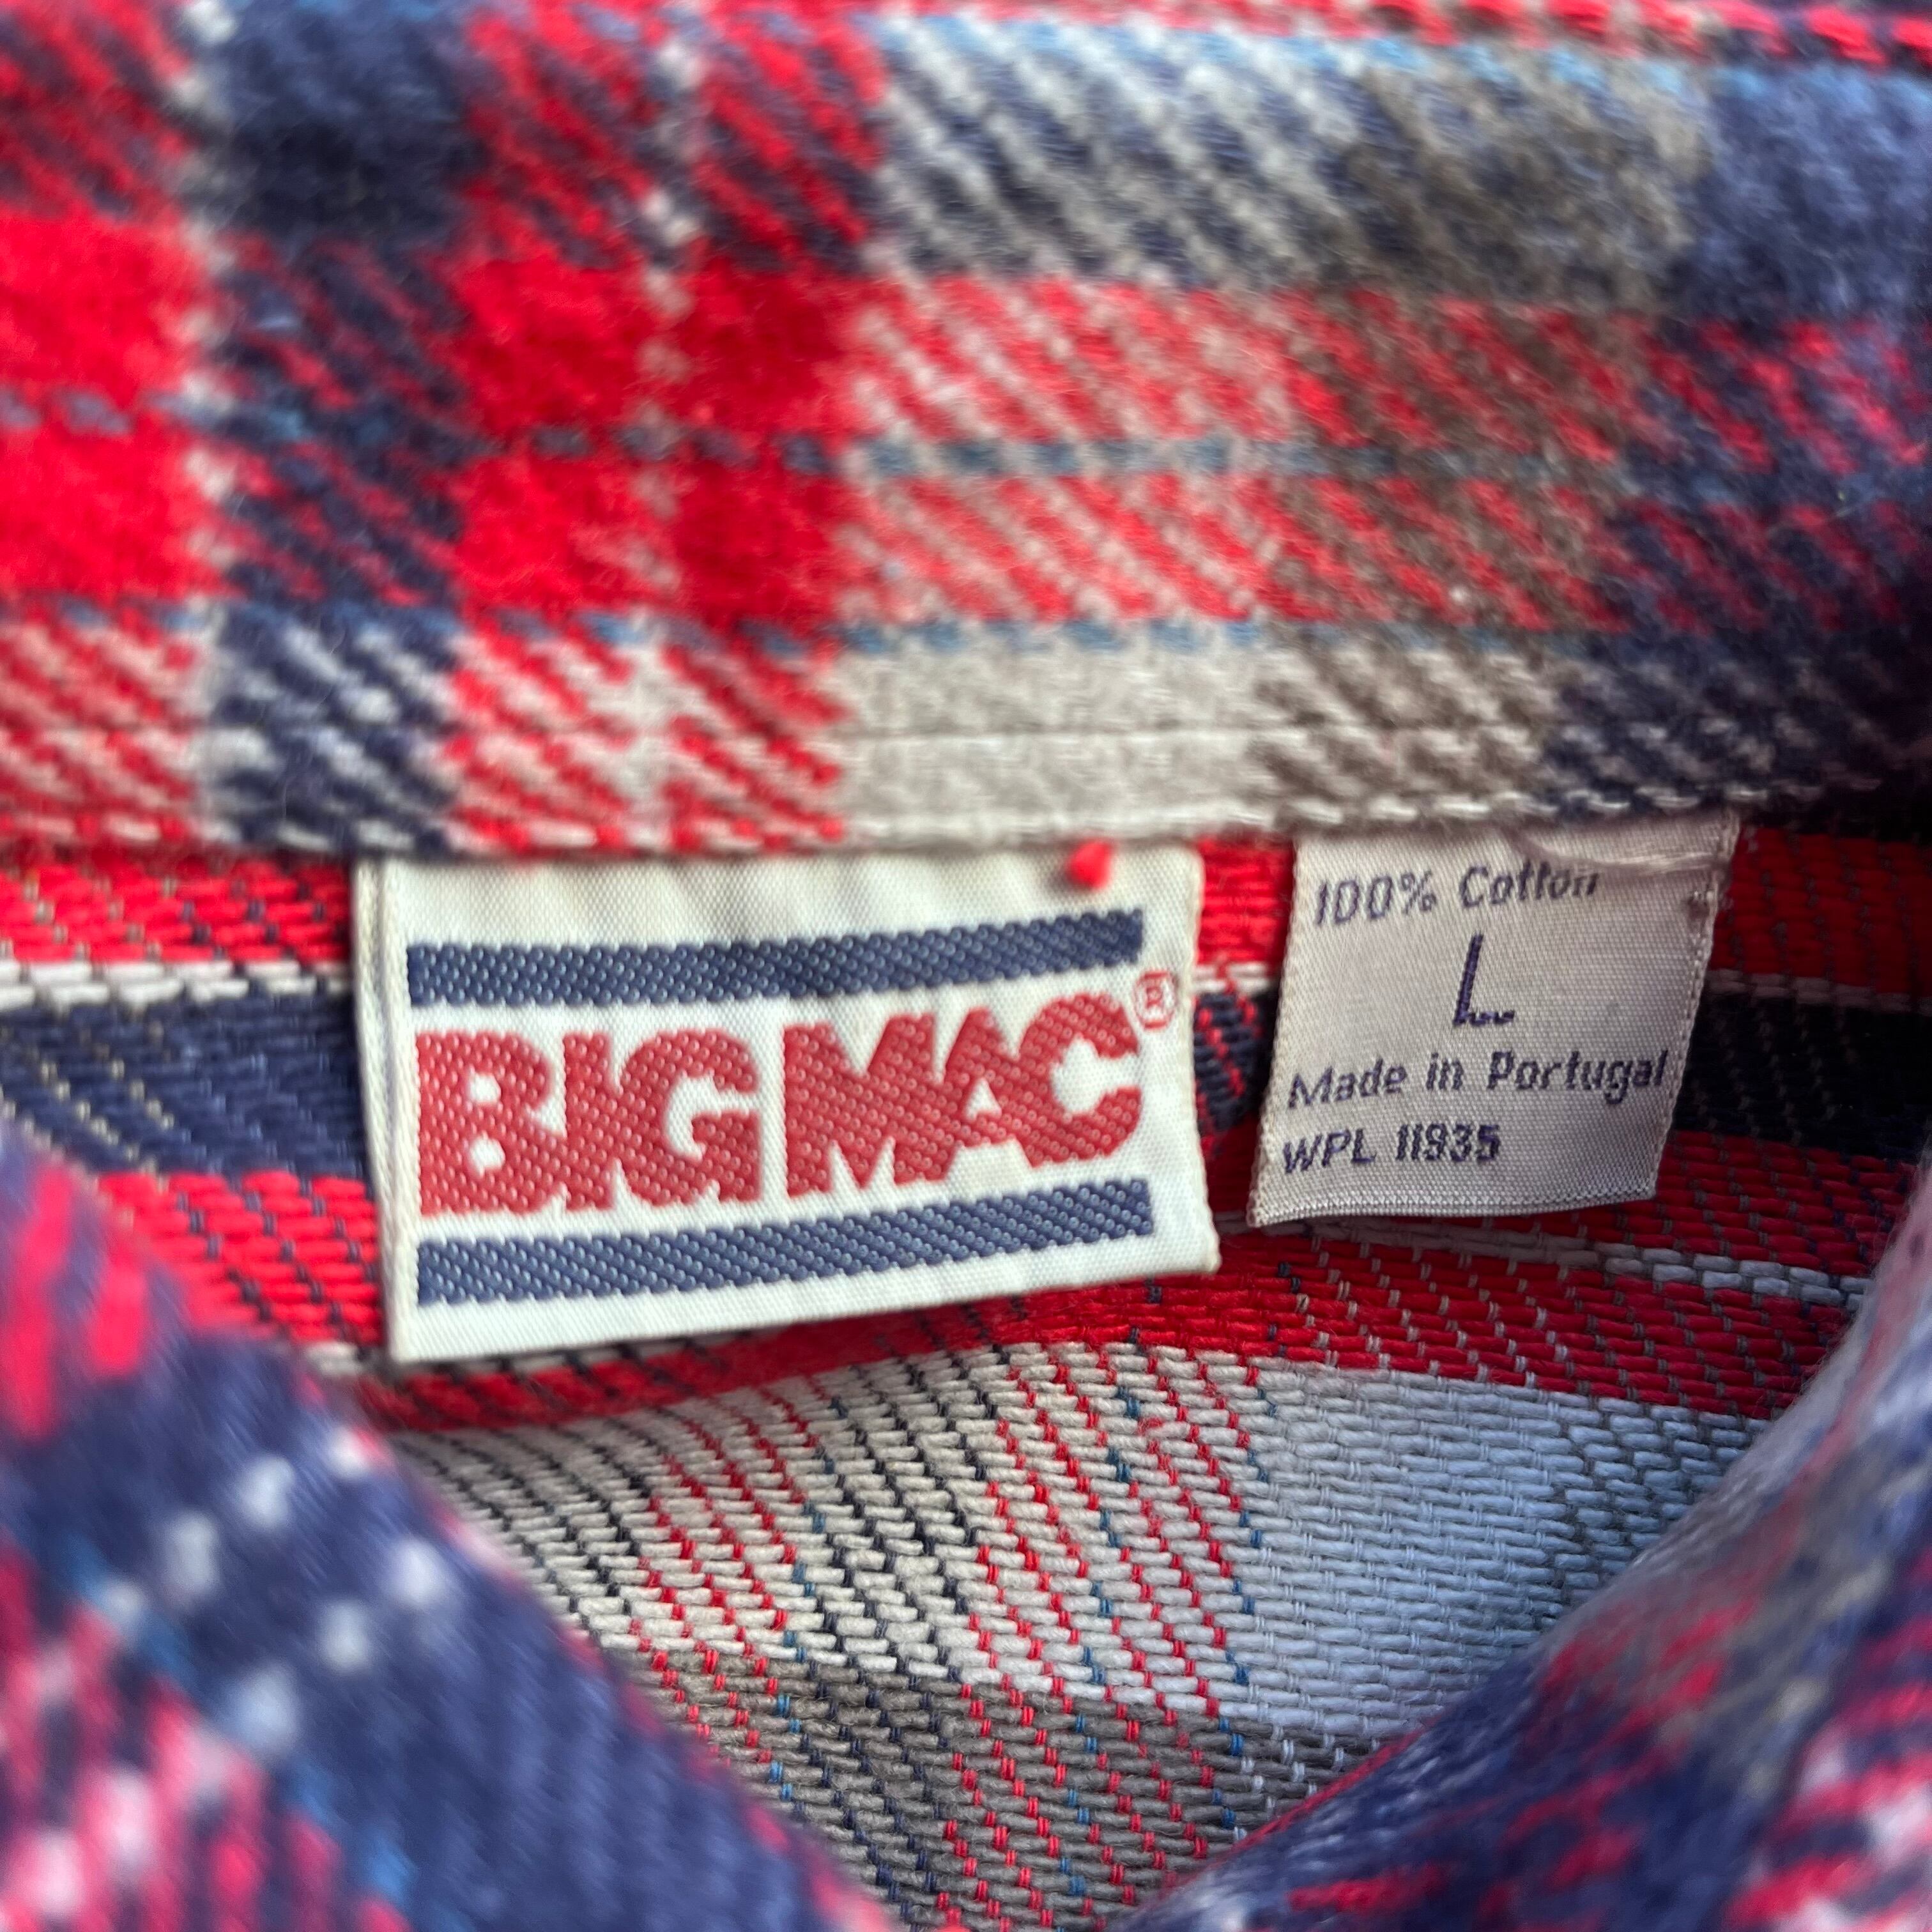 BIG MAC®
100% Cotton
L
Made in Portugal
WPL 11935